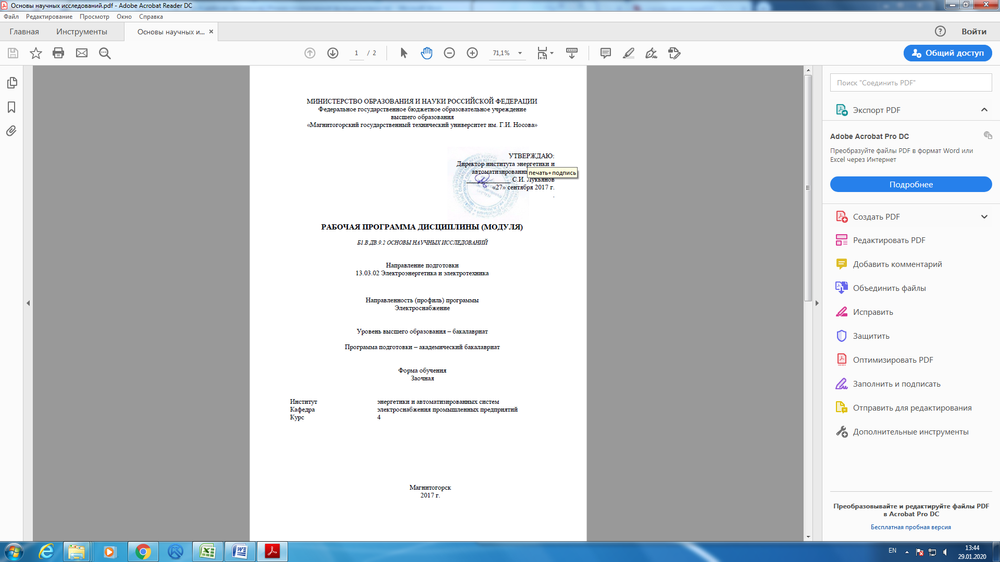 Основы научных исследований.pdf - Adobe Acrobat Reader DC
Файл Редактирование Просмотр Окно Справка
Главная Инструменты Основы научных и... × Войти
1 / 2 71,1% Общий доступ
МИНИСТЕРСТВО ОБРАЗОВАНИЯ И НАУКИ РОССИЙСКОЙ ФЕДЕРАЦИИ
Федеральное государственное бюджетное образовательное учреждение
высшего образования
«Магнитогорский государственный технический университет им. Г.И. Носова»
УТВЕРЖДАЮ:
Директор института энергетики и
автоматизированн
печать+подпись
С.И. Лукьянов
«27» сентября 2017 г.
.
РАБОЧАЯ ПРОГРАММА ДИСЦИПЛИНЫ (МОДУЛЯ)
Б1.В.ДВ.9.2 ОСНОВЫ НАУЧНЫХ ИССЛЕДОВАНИЙ
Направление подготовки
13.03.02 Электроэнергетика и электротехника
Направленность (профиль) программы
Электроснабжение
Уровень высшего образования – бакалавриат
Программа подготовки – академический бакалавриат
Форма обучения
Заочная
Институт энергетики и автоматизированных систем
Кафедра электроснабжения промышленных предприятий
Курс 4
Магнитогорск
2017 г.
Поиск "Соединить PDF"
Экспорт PDF
Adobe Acrobat Pro DC
Преобразуйте файлы PDF в формат Word или
Excel через Интернет
Подробнее
Создать PDF
Редактировать PDF
Добавить комментарий
Объединить файлы
Исправить
Защитить
Оптимизировать PDF
Заполнить и подписать
Отправить для редактирования
Дополнительные инструменты
Преобразовывайте и редактируйте файлы PDF
в Acrobat Pro DC
Бесплатная пробная версия
EN
13:44
29.01.2020